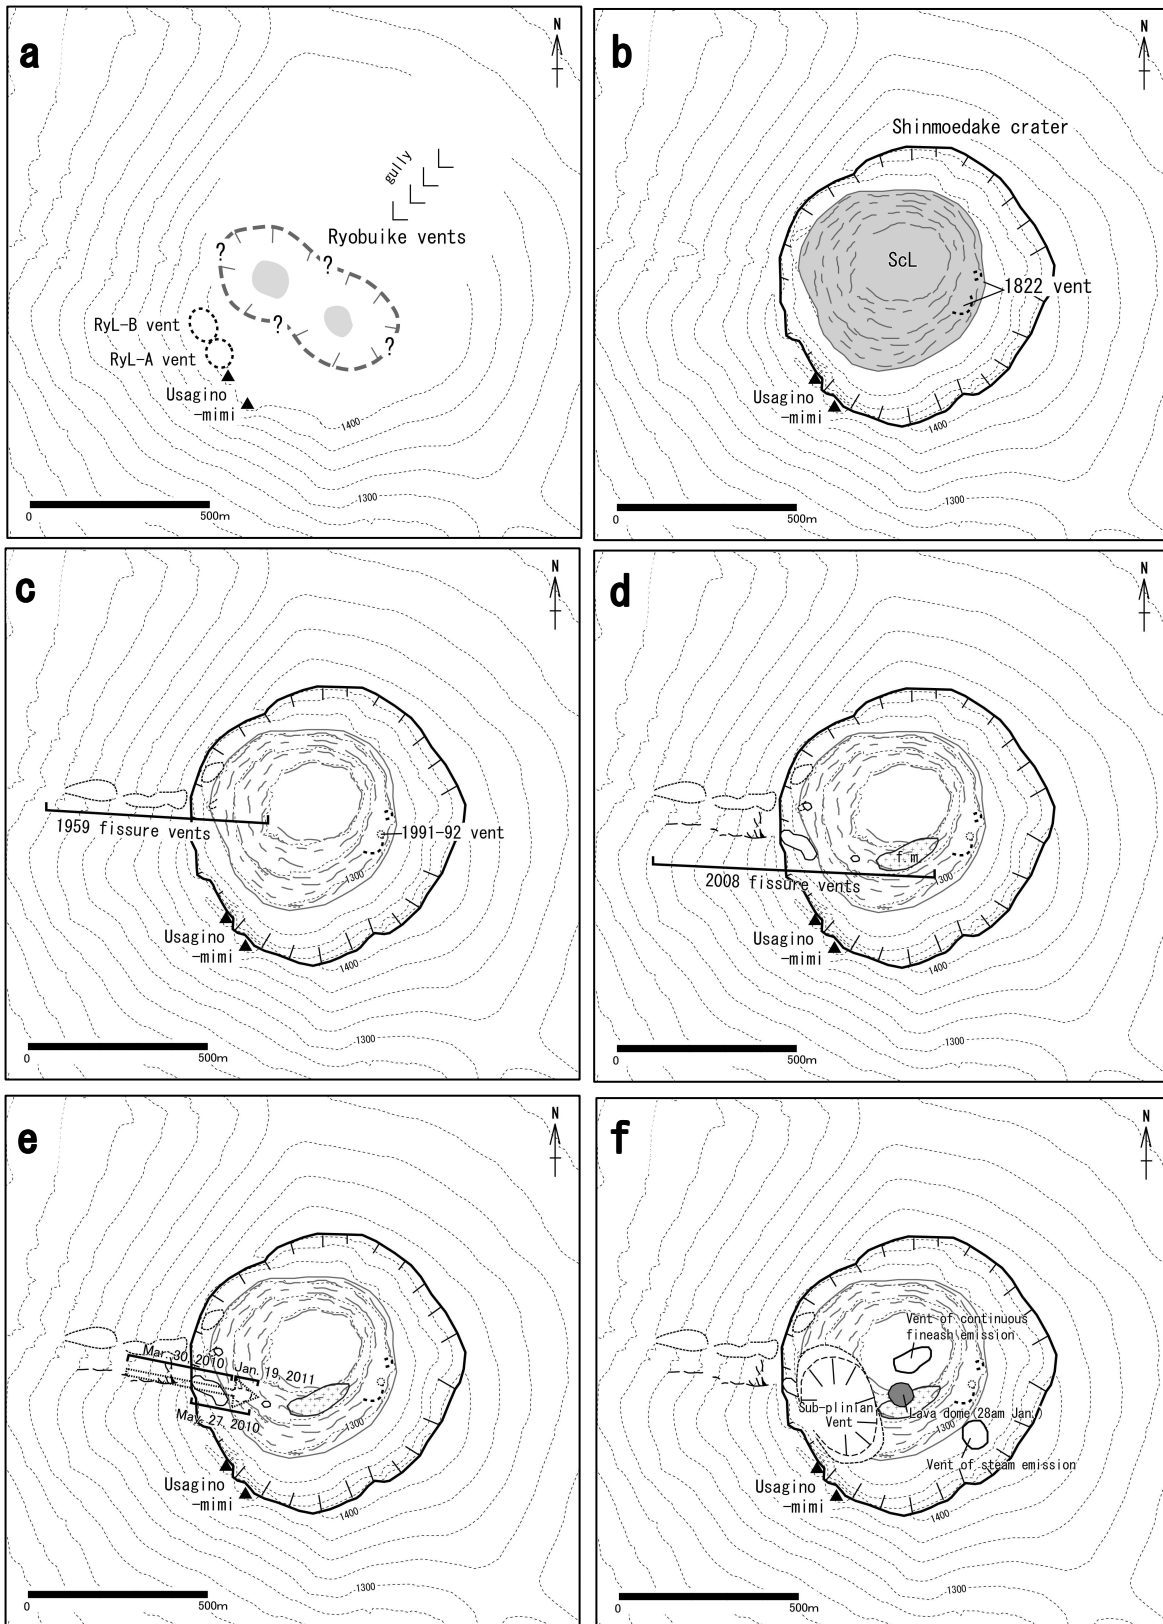 a
N
gully
Ryobuike vents
?
?
?
?
RyL-B vent
RyL-A vent
Usagino
-mimi
1400
1300
0
500m
b
N
Shinmoedake crater
ScL
1822 vent
Usagino
-mimi
1400
1300
0
500m
c
N
1959 fissure vents
1991-92 vent
1300
Usagino
-mimi
1400
1300
0
500m
d
N
f.m.
1300
2008 fissure vents
Usagino
-mimi
1400
1300
0
500m
e
N
Mar. 30. 2010
Jan. 19, 2011
May. 27. 2010
1300
Usagino
-mimi
1400
1300
0
500m
f
N
Vent of continuous
fineash emission
Sub-plinian
Vent
Lava dome(28am Jan.)
1300
Vent of steam emission
Usagino
-mimi
1400
1300
0
500m